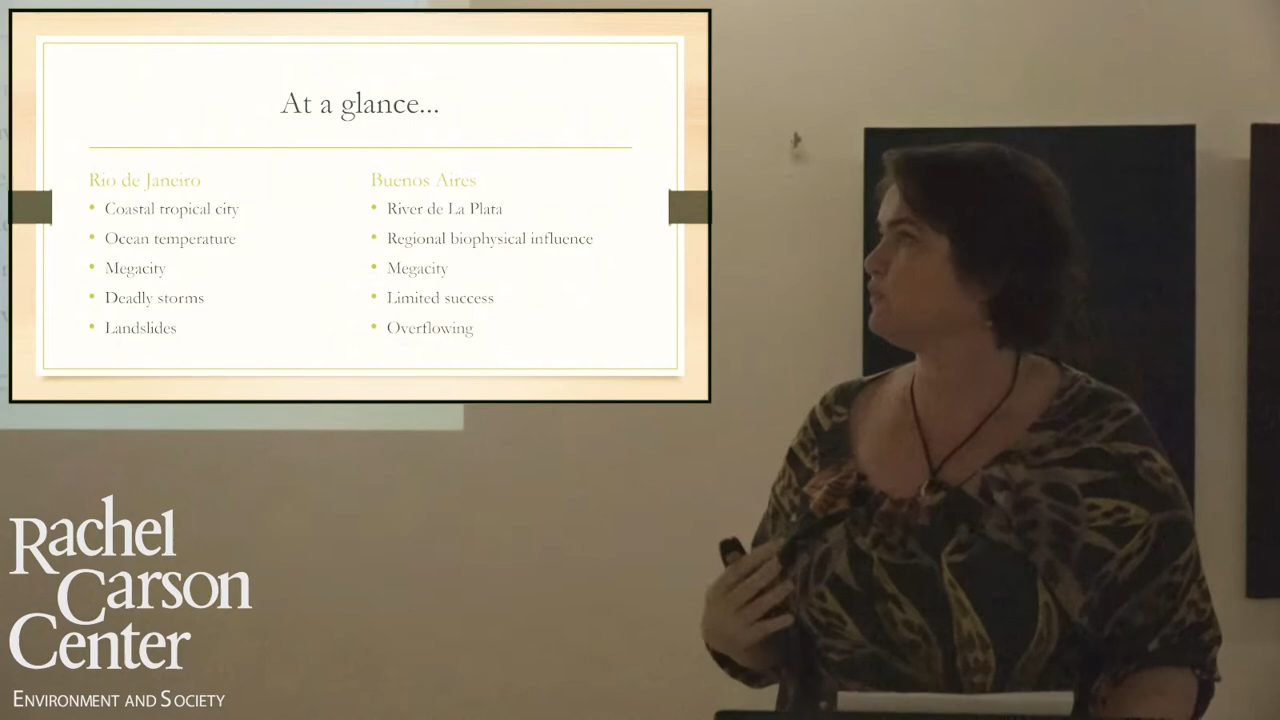 At a glance...
Rio de Janeiro
• Coastal tropical city
• Ocean temperature
• Megacity
• Deadly storms
• Landslides
Buenos Aires
• River de La Plata
• Regional biophysical influence
• Megacity
• Limited success
• Overflowing
Rachel
Carson
Center
ENVIRONMENT AND SOCIETY